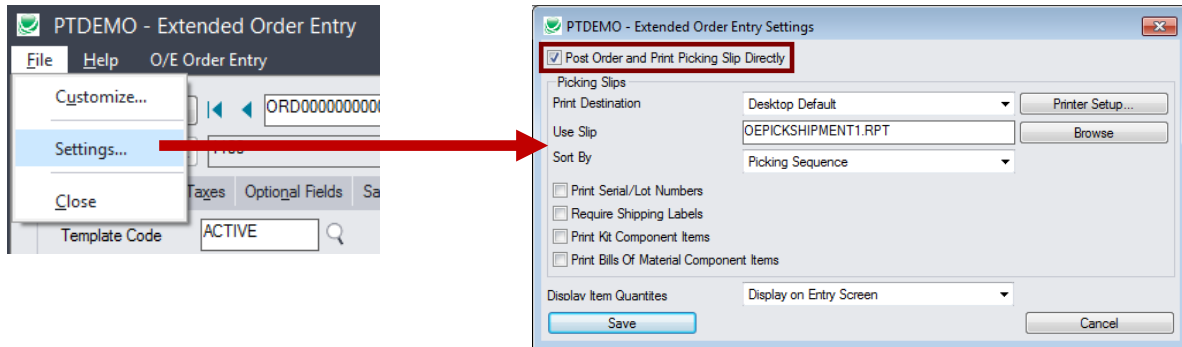 PTDEMO - Extended Order Entry
File Help O/E Order Entry
Customize...
Settings...
Close
Taxes Optional Fields Sa
Template Code ACTIVE
PTDEMO - Extended Order Entry Settings
Post Order and Print Picking Slip Directly
Picking Slips
Print Destination Desktop Default Printer Setup...
Use Slip OEPICKSHIPMENT1.RPT Browse
Sort By Picking Sequence
Print Serial/Lot Numbers
Require Shipping Labels
Print Kit Component Items
Print Bills Of Material Component Items
Display Item Quantites Display on Entry Screen
Save Cancel